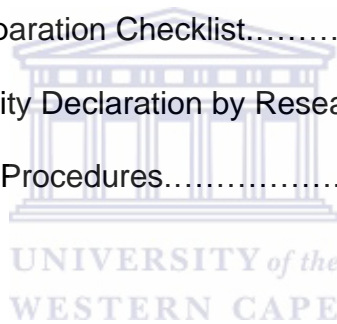 paration Checklist.........
ity Declaration by Resea
Procedures..................
UNIVERSITY of the
WESTERN CAPE